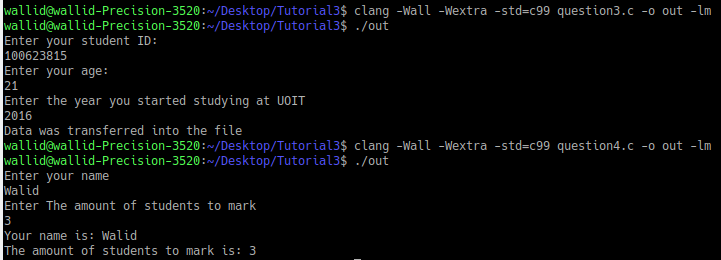 wallid@wallid-Precision-3520:~/Desktop/Tutorial3$ clang -Wall -Wextra -std=c99 question3.c -o out -lm
wallid@wallid-Precision-3520:~/Desktop/Tutorial3$ ./out
Enter your student ID:
100623815
Enter your age:
21
Enter the year you started studying at UOIT
2016
Data was transferred into the file
wallid@wallid-Precision-3520:~/Desktop/Tutorial3$ clang -Wall -Wextra -std=c99 question4.c -o out -lm
wallid@wallid-Precision-3520:~/Desktop/Tutorial3$ ./out
Enter your name
Walid
Enter The amount of students to mark
3
Your name is: Walid
The amount of students to mark is: 3